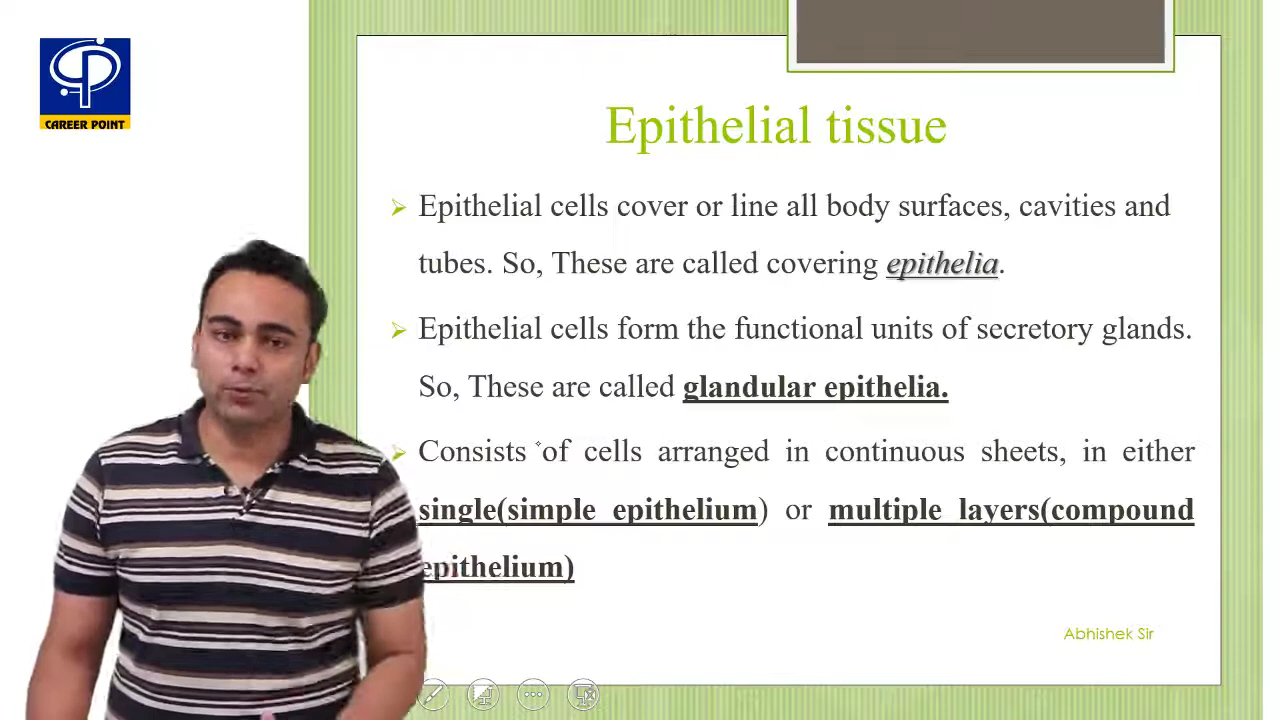 CAREER POINT
Epithelial tissue
Epithelial cells cover or line all body surfaces, cavities and
tubes. So, These are called covering epithelia.
Epithelial cells form the functional units of secretory glands.
So, These are called glandular epithelia.
Consists of cells arranged in continuous sheets, in either
single(simple epithelium) or multiple layers(compound
epithelium)
Abhishek Sir